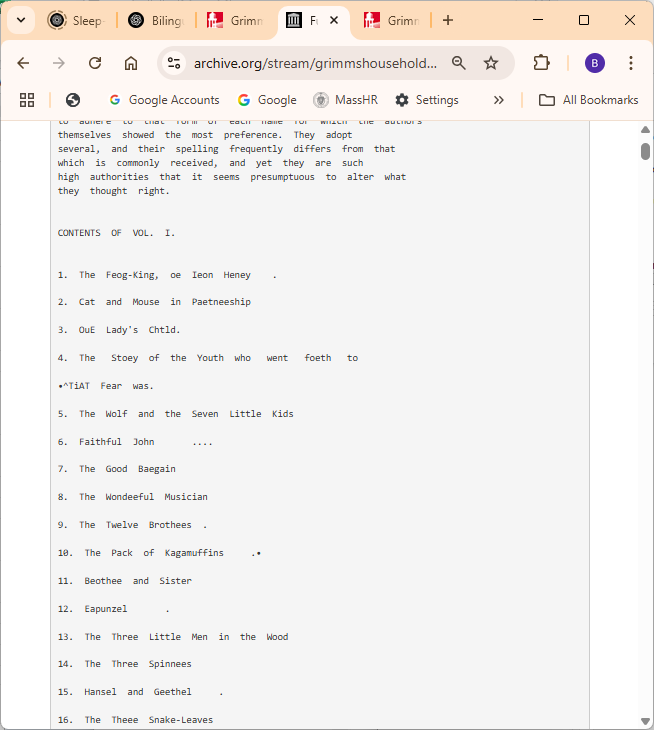 Sleep-
Biling
Grimm
Fu
Grimm
archive.org/stream/grimmshousehold...
B
Google Accounts
Google
MassHR
Settings
All Bookmarks
to adhere to that form of each name for which the authors
themselves showed the most preference. They adopt
several, and their spelling frequently differs from that
which is commonly received, and yet they are such
high authorities that it seems presumptuous to alter what
they thought right.
CONTENTS OF VOL. I.
1. The Feog-King, oe Ieon Heney .
2. Cat and Mouse in Paetneeship
3. OuE Lady's Chtld.
4. The Stoey of the Youth who went foeth to
•^TiAT Fear was.
5. The Wolf and the Seven Little Kids
6. Faithful John ....
7. The Good Baegain
8. The Wondeeful Musician
9. The Twelve Brothees .
10. The Pack of Kagamuffins .•
11. Beothee and Sister
12. Eapunzel .
13. The Three Little Men in the Wood
14. The Three Spinnees
15. Hansel and Geethel .
16. The Theee Snake-Leaves